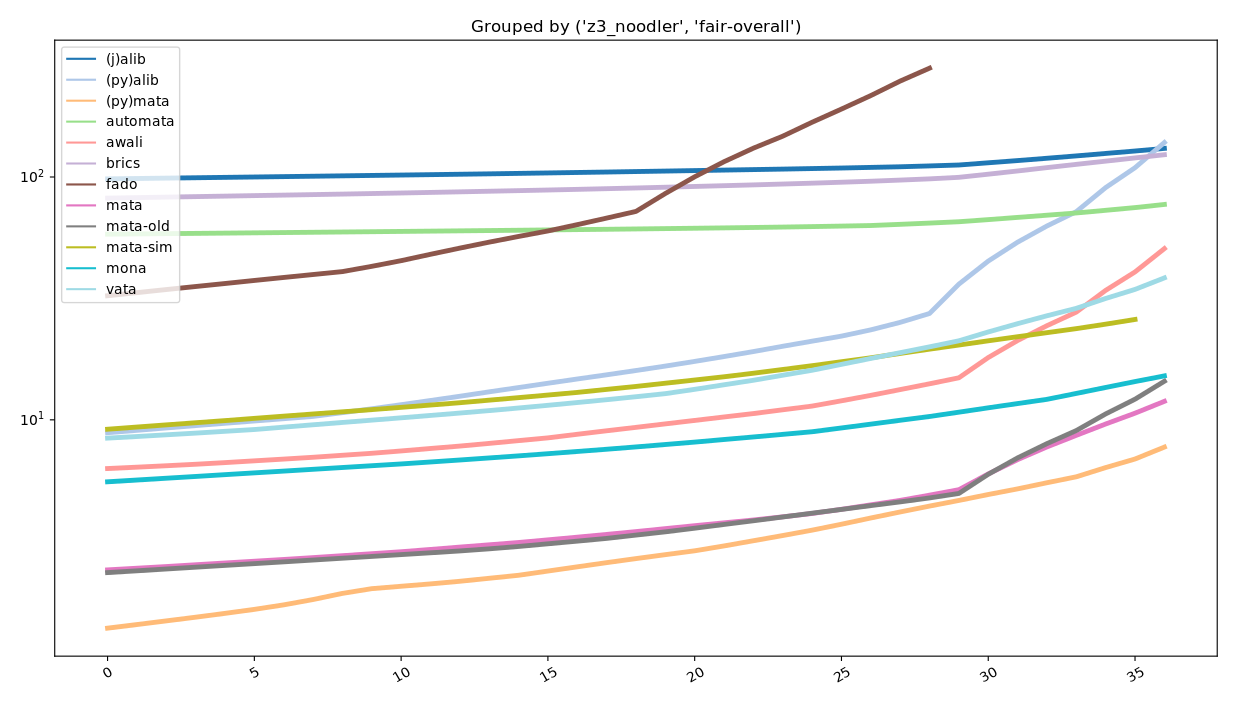 Grouped by ('z3_noodler', 'fair-overall')
(j)alib
(py)alib
(py)mata
automata
awali
brics
fado
mata
mata-old
mata-sim
mona
vata
10²
10¹
0 5 10 15 20 25 30 35